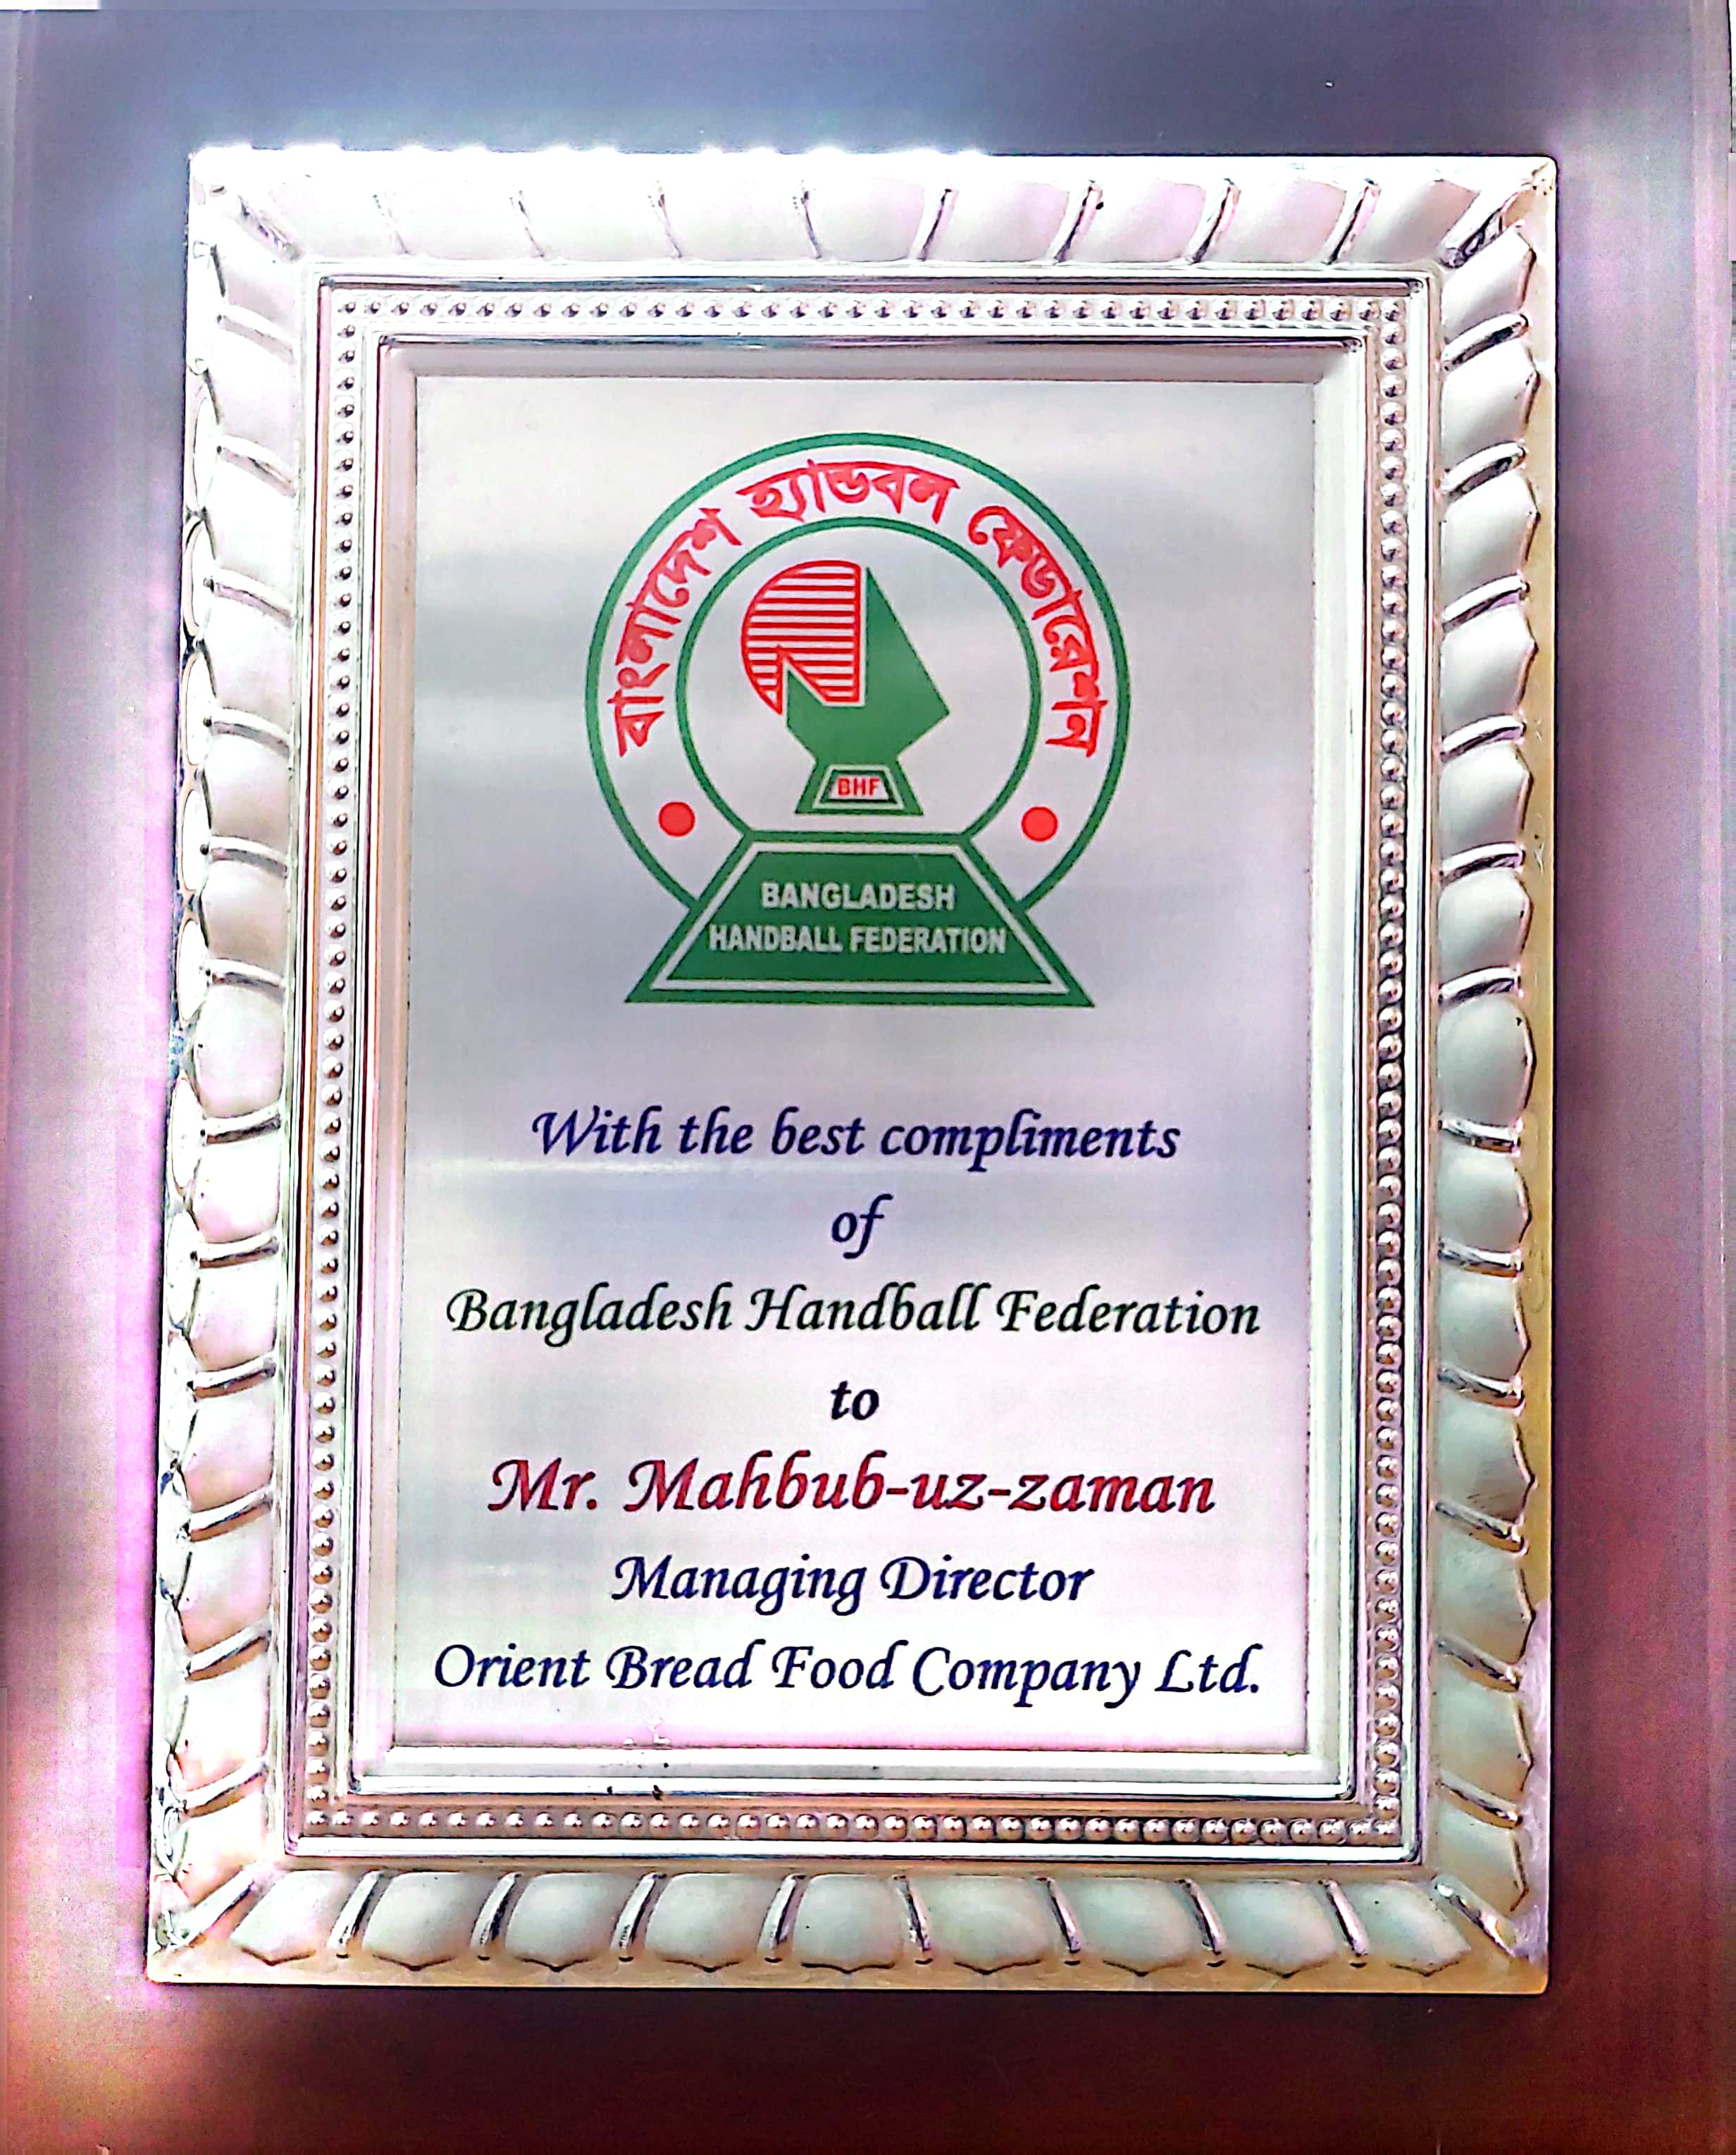 বাংলাদেশ হ্যান্ডবল ফেডারেশন
BHF
BANGLADESH
HANDBALL FEDERATION
With the best compliments
of
Bangladesh Handball Federation
to
Mr. Mahbub-uz-zaman
Managing Director
Orient Bread Food Company Ltd.